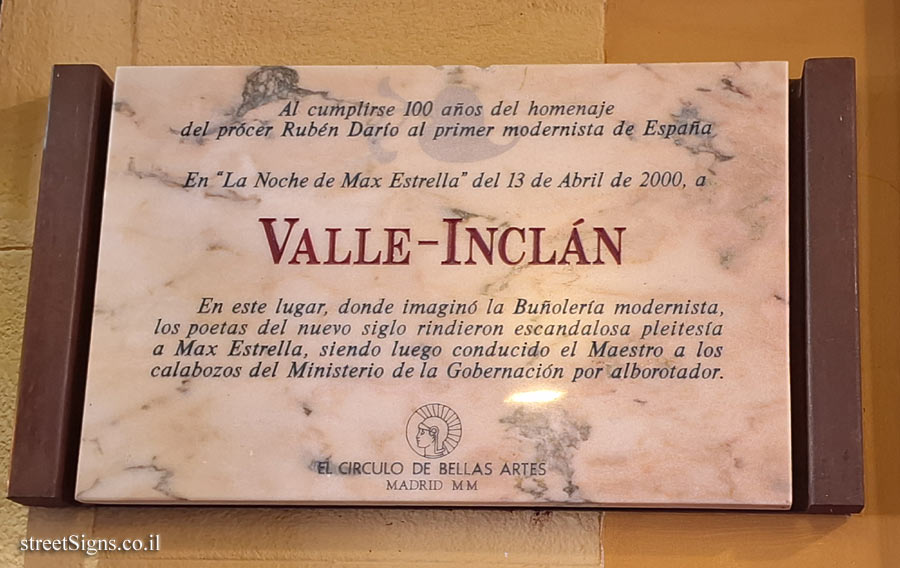 Al cumplirse 100 años del homenaje
del prócer Rubén Darío al primer modernista de España
En "La Noche de Max Estrella" del 13 de Abril de 2000, a
VALLE-INCLÁN
En este lugar, donde imaginó la Buñolería modernista,
los poetas del nuevo siglo rindieron escandalosa pleitesía
a Max Estrella, siendo luego conducido el Maestro a los
calabozos del Ministerio de la Gobernación por alborotador.
EL CIRCULO DE BELLAS ARTES
MADRID MM
streetSigns.co.il